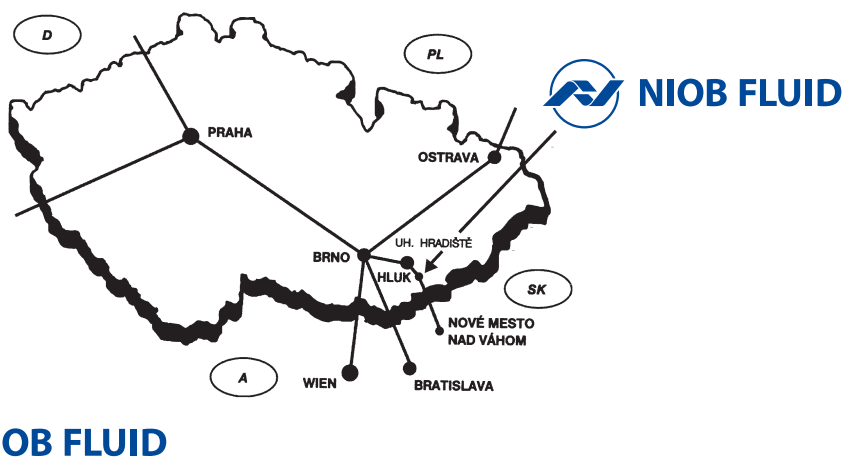 D
PL
NIOB FLUID
PRAHA
OSTRAVA
UH. HRADIŠTĚ
BRNO
HLUK
SK
NOVÉ MESTO
NAD VÁHOM
A
WIEN
BRATISLAVA
OB FLUID